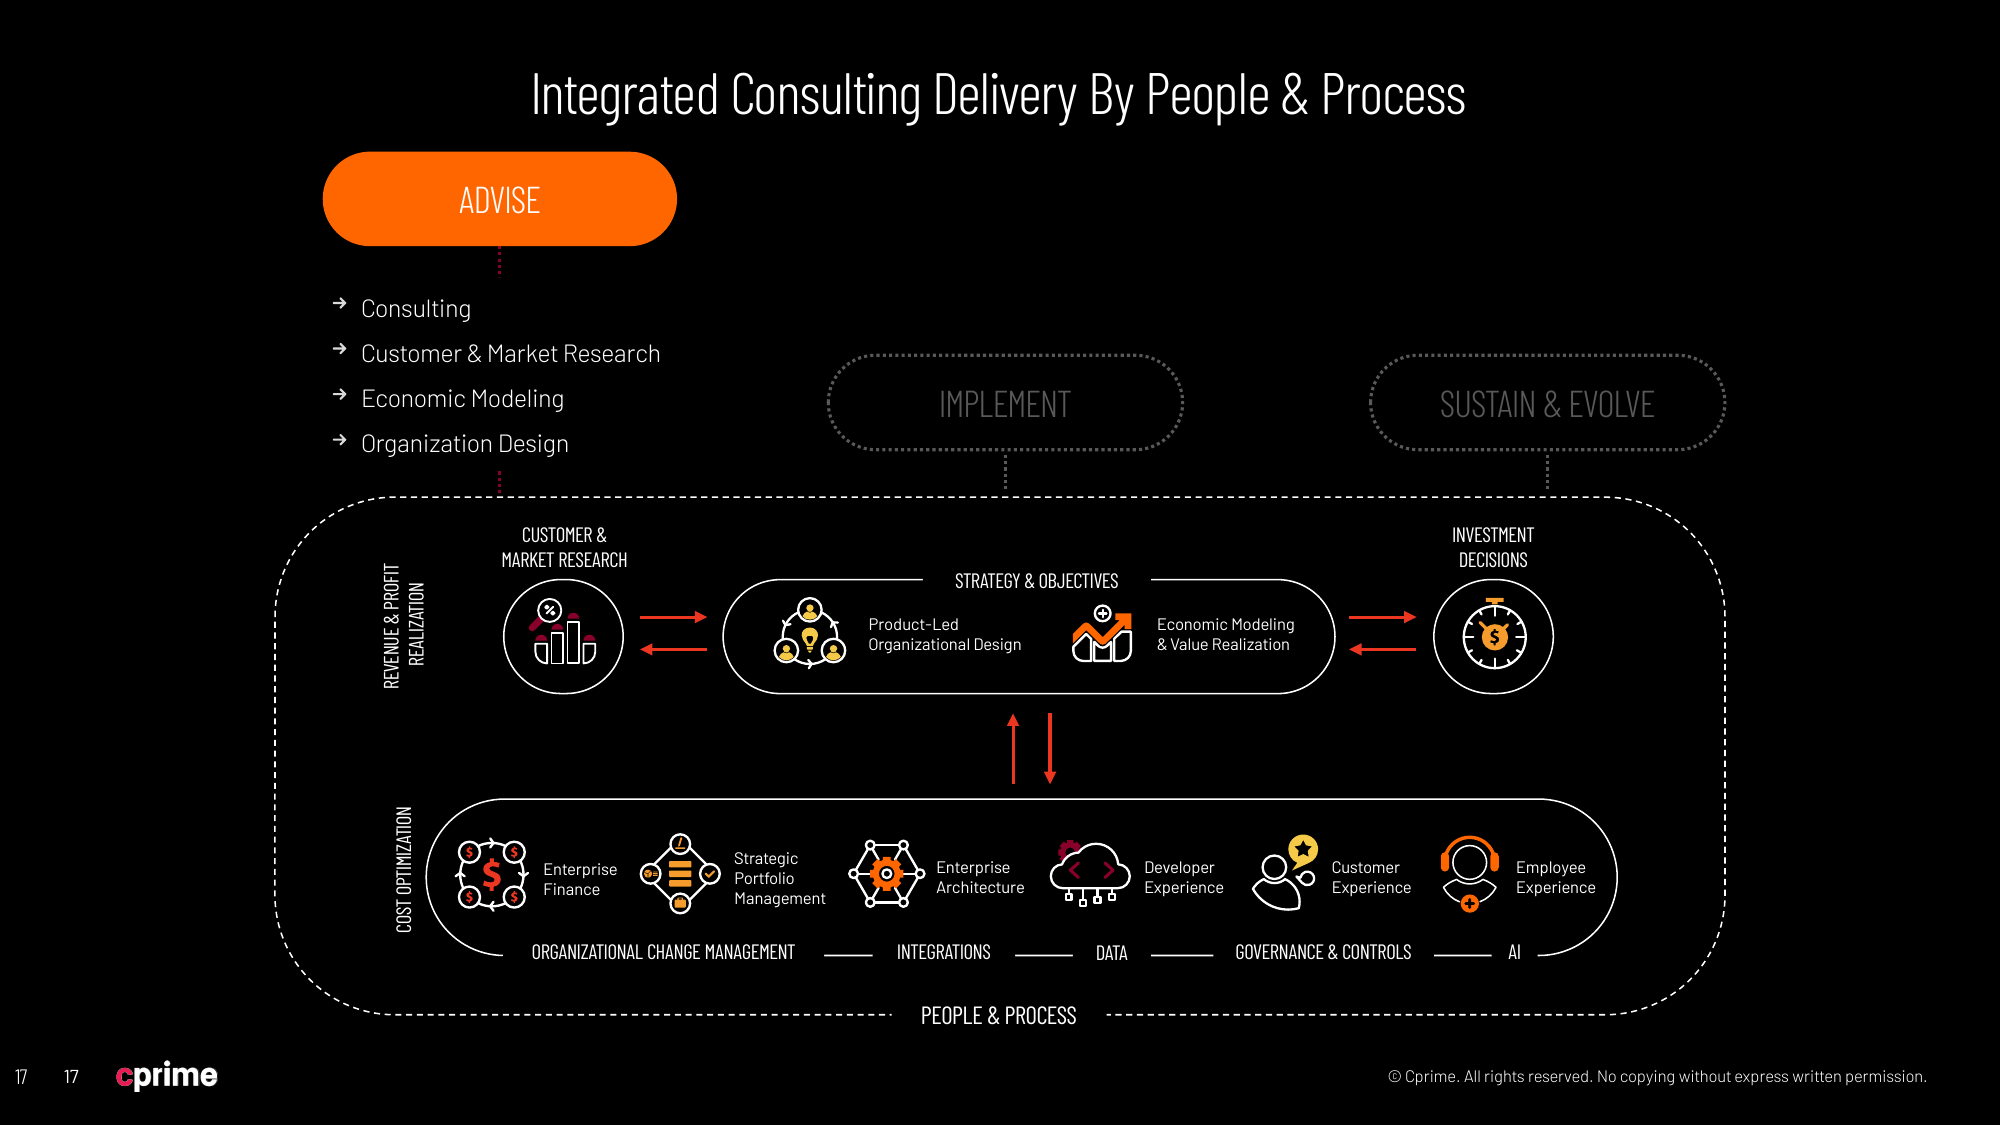 Integrated Consulting Delivery By People & Process
ADVISE
Consulting
Customer & Market Research
Economic Modeling
Organization Design
IMPLEMENT
SUSTAIN & EVOLVE
REVENUE & PROFIT
REALIZATION
CUSTOMER &
MARKET RESEARCH
STRATEGY & OBJECTIVES
Product-Led
Organizational Design
Economic Modeling
& Value Realization
INVESTMENT
DECISIONS
COST OPTIMIZATION
Enterprise
Finance
Strategic
Portfolio
Management
Enterprise
Architecture
Developer
Experience
Customer
Experience
Employee
Experience
ORGANIZATIONAL CHANGE MANAGEMENT
INTEGRATIONS
DATA
GOVERNANCE & CONTROLS
AI
PEOPLE & PROCESS
17
17
cprime
© Cprime. All rights reserved. No copying without express written permission.